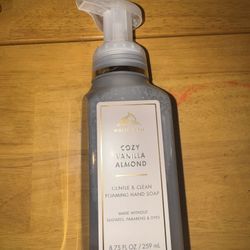 COZY
VANILLA
ALMOND
GENTLE & CLEAN
FOAMING HAND SOAP
MADE WITHOUT
SULFATES, PARABENS & DYES
8.75 FL OZ / 259 mL